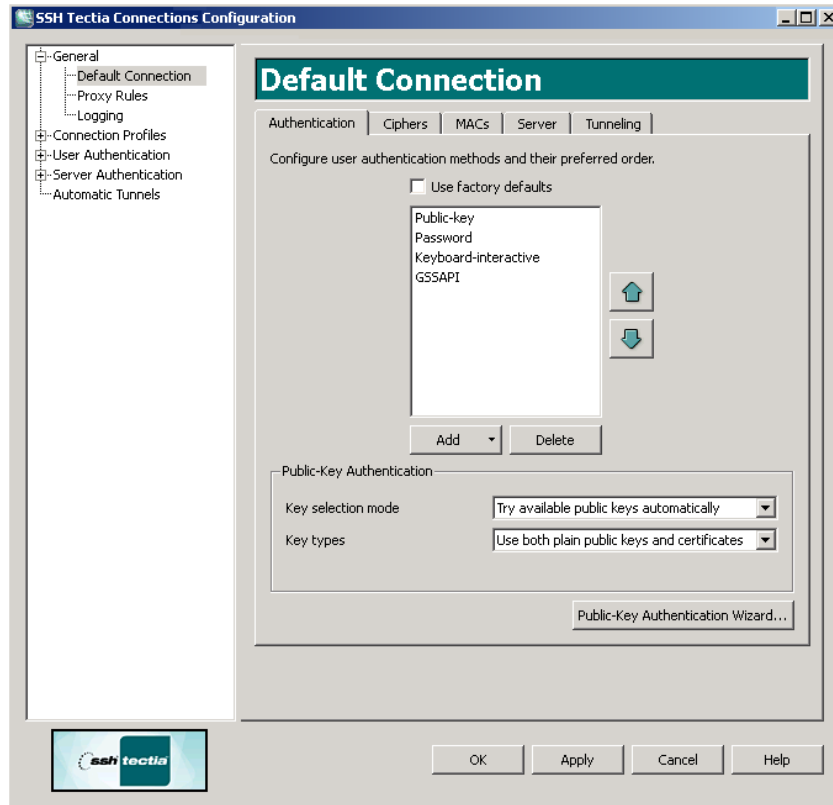 SSH Tectia Connections Configuration
General
Default Connection
Proxy Rules
Logging
Connection Profiles
User Authentication
Server Authentication
Automatic Tunnels
Default Connection
Authentication Ciphers MACs Server Tunneling
Configure user authentication methods and their preferred order.
Use factory defaults
Public-key
Password
Keyboard-interactive
GSSAPI
Add Delete
Public-Key Authentication
Key selection mode Try available public keys automatically
Key types Use both plain public keys and certificates
Public-Key Authentication Wizard...
ssh tectia
OK Apply Cancel Help